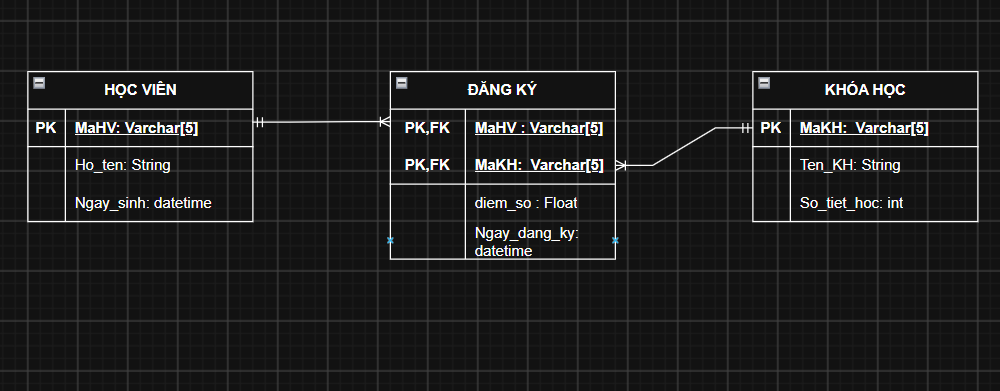 HỌC VIÊN
PK MaHV: Varchar[5]
Ho_ten: String
Ngay_sinh: datetime
ĐĂNG KÝ
PK,FK MaHV : Varchar[5]
PK,FK MaKH: Varchar[5]
diem_so : Float
Ngay_dang_ky:
datetime
KHÓA HỌC
PK MaKH: Varchar[5]
Ten_KH: String
So_tiet_hoc: int